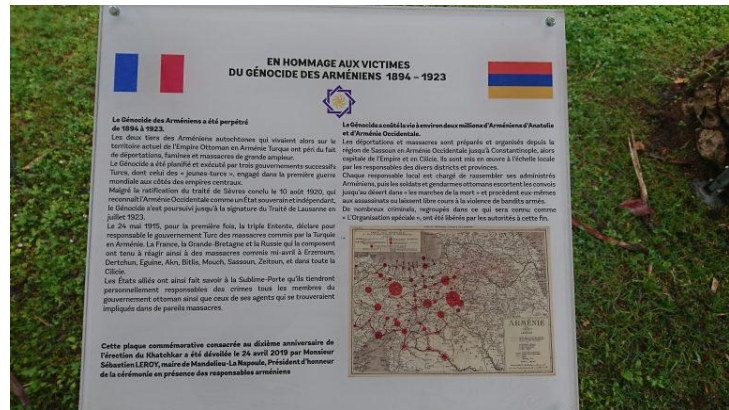 EN HOMMAGE AUX VICTIMES
DU GÉNOCIDE DES ARMÉNIENS 1894 – 1923
Le Génocide des Arméniens a été perpétré
de 1894 à 1923.
Les deux tiers des Arméniens autochtones qui vivaient alors sur le
territoire actuel de l'Empire Ottoman en Arménie Turque ont péri du fait
de déportations, famines et massacres de grande ampleur.
Le Génocide a été planifié et exécuté par trois gouvernements successifs
Turcs, dont celui des « jeunes-turcs », engagé dans la première guerre
mondiale aux côtés des empires centraux.
Malgré la ratification du traité de Sèvres conclu le 10 août 1920, qui
reconnaît l'Arménie Occidentale comme un État souverain et indépendant,
le Génocide s'est poursuivi jusqu'à la signature du Traité de Lausanne en
juillet 1923.
Le 24 mai 1915, pour la première fois, la triple Entente, déclare pour
responsable le gouvernement Turc des massacres commis par la Turquie
en Arménie. La France, la Grande-Bretagne et la Russie qui la composent
ont tenu à réagir ainsi à des massacres commis mi-avril à Erzeroum,
Dertchun, Eguine, Akn, Bitlis, Mouch, Sassoun, Zeitoun, et dans toute la
Cilicie.
Les États alliés ont ainsi fait savoir à la Sublime-Porte qu'ils tiendront
personnellement responsables des crimes tous les membres du
gouvernement ottoman ainsi que ceux de ses agents qui se trouveraient
impliqués dans de pareils massacres.
Cette plaque commémorative consacrée au dixième anniversaire de
l'érection du Khatchkar a été dévoilée le 24 avril 2019 par Monsieur
Sébastien LEROY, maire de Mandelieu-La Napoule, Président d'honneur
de la cérémonie en présence des responsables arméniens
Le Génocide a coûté la vie à environ deux millions d'Arméniens d'Anatolie
et d'Arménie Occidentale.
Les déportations et massacres sont préparés et organisés depuis la
région de Sassoun en Arménie Occidentale jusqu'à Constantinople, alors
capitale de l'Empire et en Cilicie. Ils sont mis en œuvre à l'échelle locale
par les responsables des divers districts et provinces.
Chaque responsable local est chargé de rassembler ses administrés
Arméniens, puis les soldats et gendarmes ottomans escortent les convois
jusqu'au désert dans « les marches de la mort » et procèdent eux-mêmes
aux assassinats ou laissent libre cours à la violence de bandits armés.
De nombreux criminels, regroupés dans ce qui sera connu comme
« L'Organisation spéciale », ont été libérés par les autorités à cette fin.
ARMÉNIE